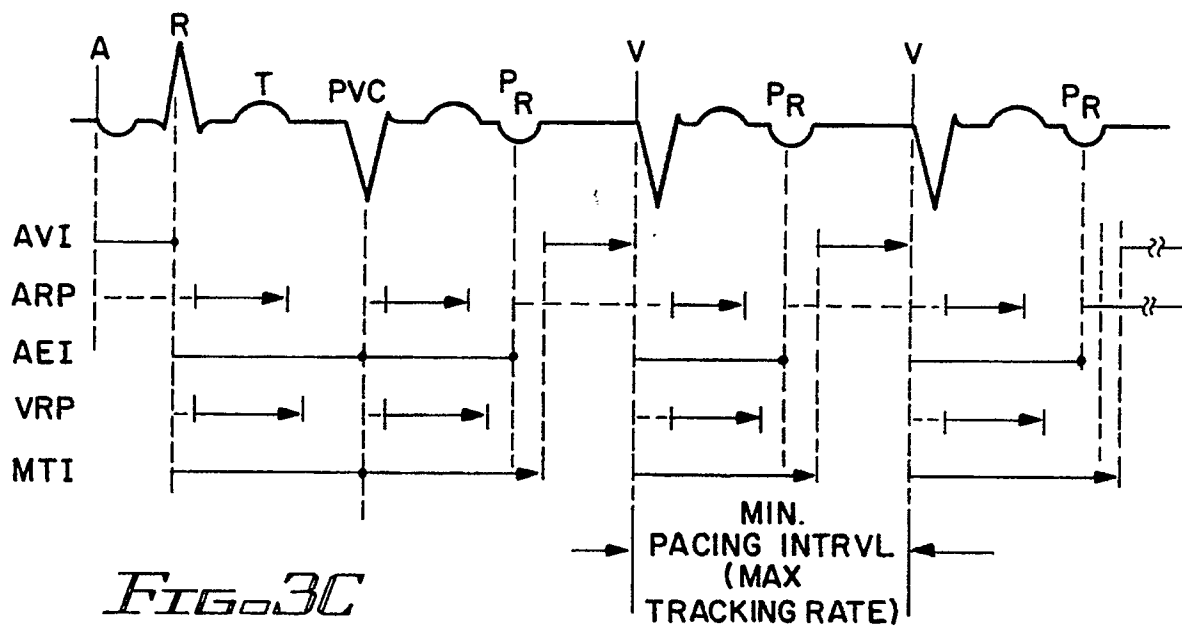 A R T PVC P_R V P_R V P_R
AVI
ARP
AEI
VRP
MTI
MIN.
PACING INTRVL
(MAX
TRACKING RATE)
FIG. 3C